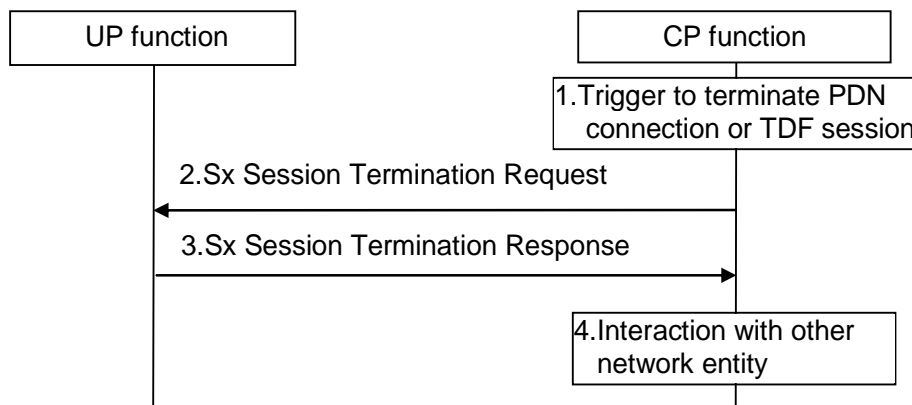 UP function
CP function
1.Trigger to terminate PDN
connection or TDF session
2.Sx Session Termination Request
3.Sx Session Termination Response
4.Interaction with other
network entity